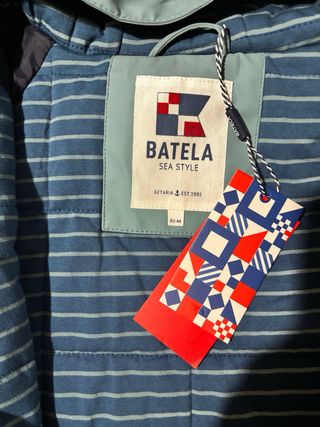 BATELA
SEA STYLE
GETARIA EST. 1991
EU 44